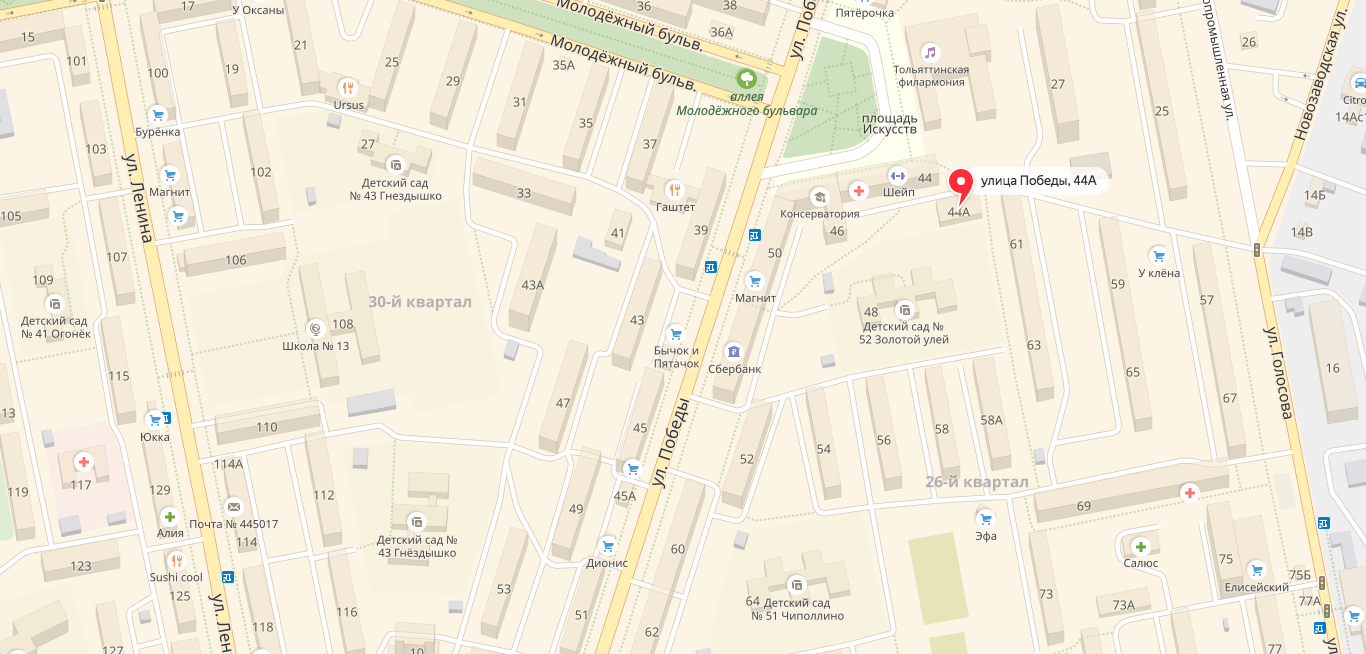 У Оксаны
17
36
38
Молодёжный бульв.
36А
ул. Поб
Пятёрочка
опромышленная ул.
26
Новозаводская ул.
15
101
100
19
21
25
29
35А
Молодёжный бульв.
аллея
Молодёжного бульвара
Тольяттинская
филармония
27
25
Citro
14Ас1
Ursus
31
35
37
площадь
Искусств
Бурёнка
103
ул. Ленина
Магнит
102
27
Детский сад
№ 43 Гнездышко
33
Гаштет
39
Консерватория
Шейп
44
улица Победы, 44А
44А
46
14Б
14В
105
107
106
41
50
61
У клёна
109
Детский сад
№ 41 Огонёк
30-й квартал
108
Школа № 13
43А
43
Магнит
48
Детский сад №
52 Золотой улей
59
57
Бычок и
Пятачок
Сбербанк
63
65
67
ул. Голосова
16
115
13
Юкка
110
47
45
ул. Победы
52
54
56
58
58А
26-й квартал
117
119
129
114А
Почта № 445017
114
Алия
112
49
45А
69
Эфа
Детский сад №
43 Гнёздышко
Дионис
60
Салюс
75
Елисейский
75Б
77А
123
Sushi cool
125
ул. Лен
118
116
10
53
51
62
64
Детский сад
№ 51 Чиполлино
73
73А
ул